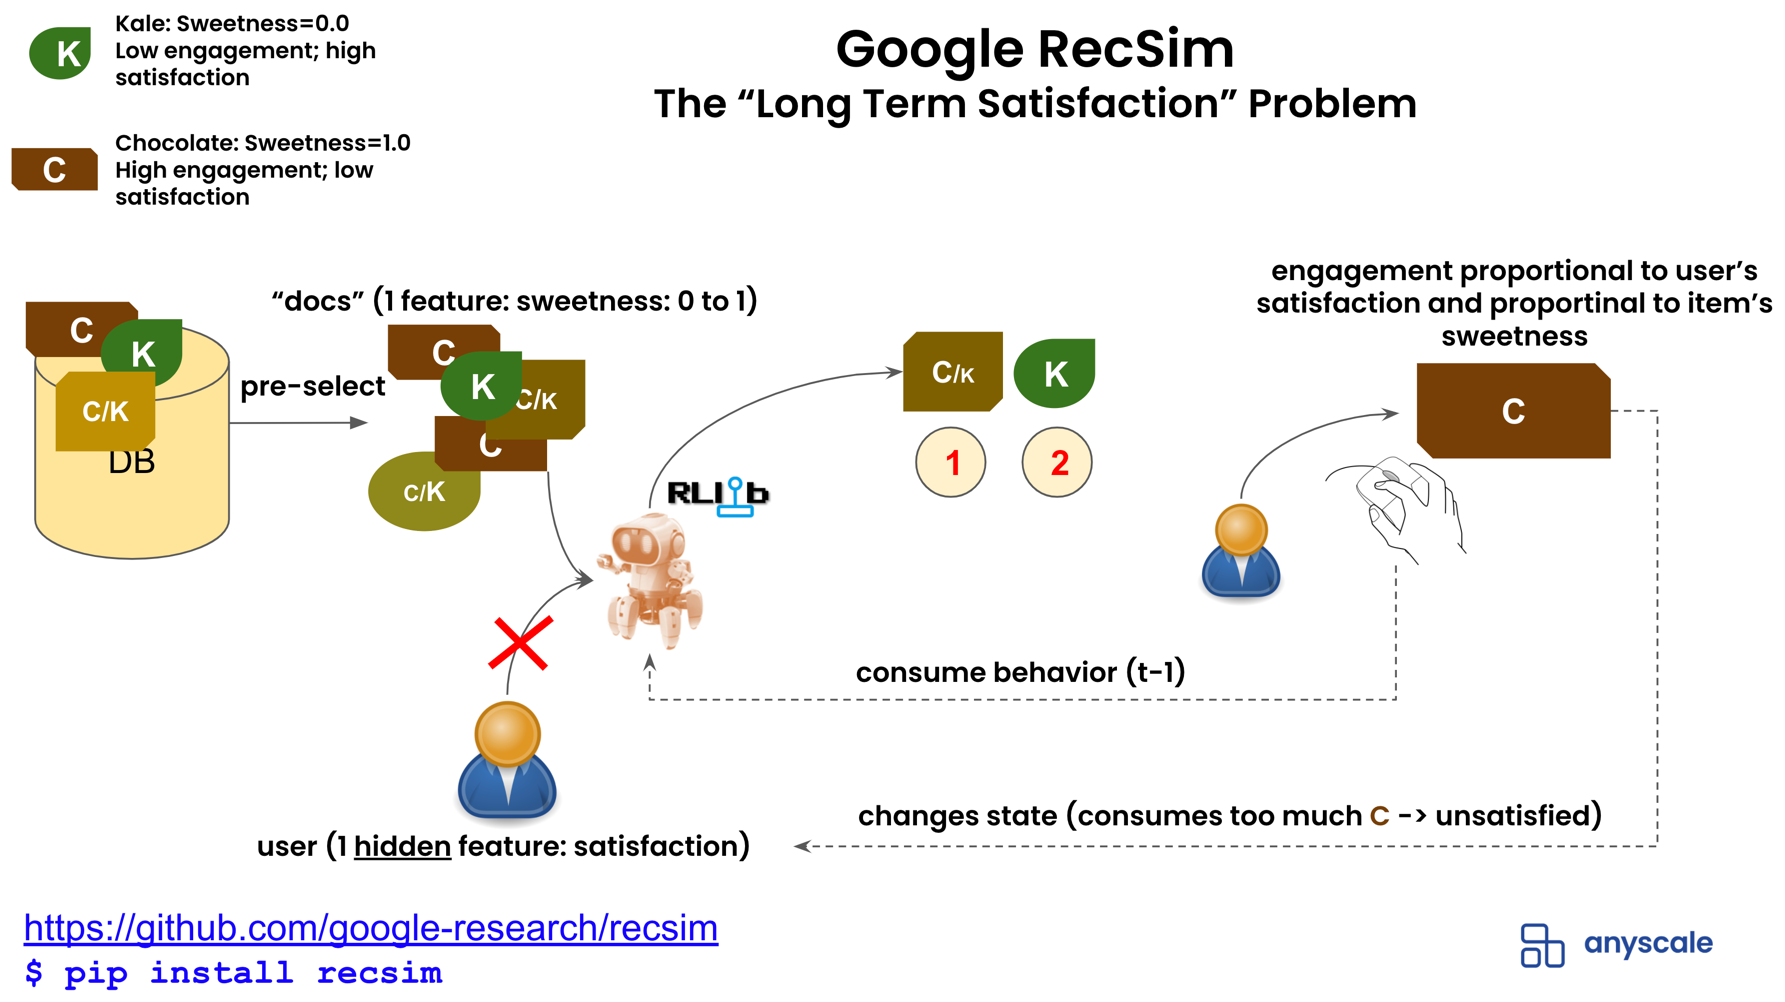 Google RecSim
The “Long Term Satisfaction” Problem
K
Kale: Sweetness=0.0
Low engagement; high
satisfaction
C
Chocolate: Sweetness=1.0
High engagement; low
satisfaction
C
K
C/K
DB
pre-select
“docs” (1 feature: sweetness: 0 to 1)
C
K
C/K
C
C/K
RLlib
C/K
K
1
2
engagement proportional to user’s
satisfaction and proportinal to item’s
sweetness
C
consume behavior (t-1)
changes state (consumes too much C -> unsatisfied)
user (1 hidden feature: satisfaction)
https://github.com/google-research/recsim
$ pip install recsim
anyscale